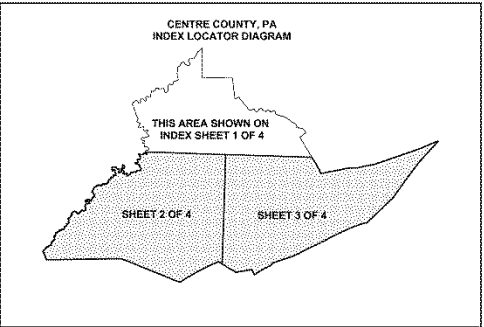 CENTRE COUNTY, PA
INDEX LOCATOR DIAGRAM
THIS AREA SHOWN ON
INDEX SHEET 1 OF 4
SHEET 2 OF 4
SHEET 3 OF 4